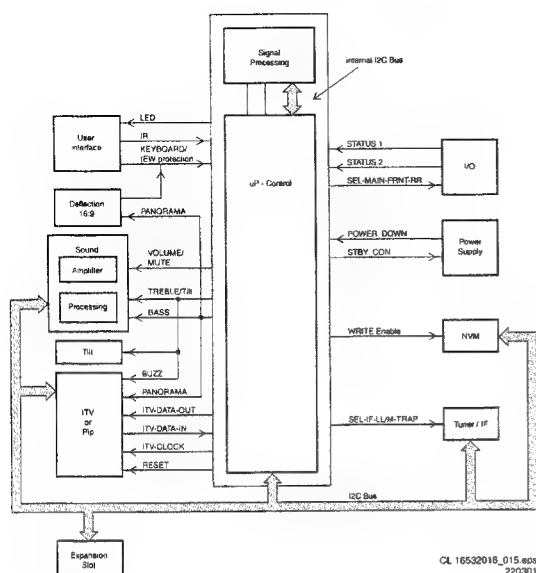 Signal
Processing
internal I2C Bus
User
interface
LED
IR
KEYBOARD/
EW protection
uP - Control
STATUS 1
STATUS 2
SEL-MAIN-FRNT-RR
I/O
Deflection
16:9
PANORAMA
Sound
Amplifier
Processing
VOLUME/
MUTE
TREBLE/Tilt
BASS
POWER_DOWN
STBY_CON
Power
Supply
Tilt
WRITE Enable
NVM
ITV
or
Pip
BUZZ
PANORAMA
ITV-DATA-OUT
ITV-DATA-IN
ITV-CLOCK
RESET
SEL-IF-LL/M-TRAP
Tuner / IF
I2C Bus
Expansion
Slot
CL 16532016_015.eps
220301